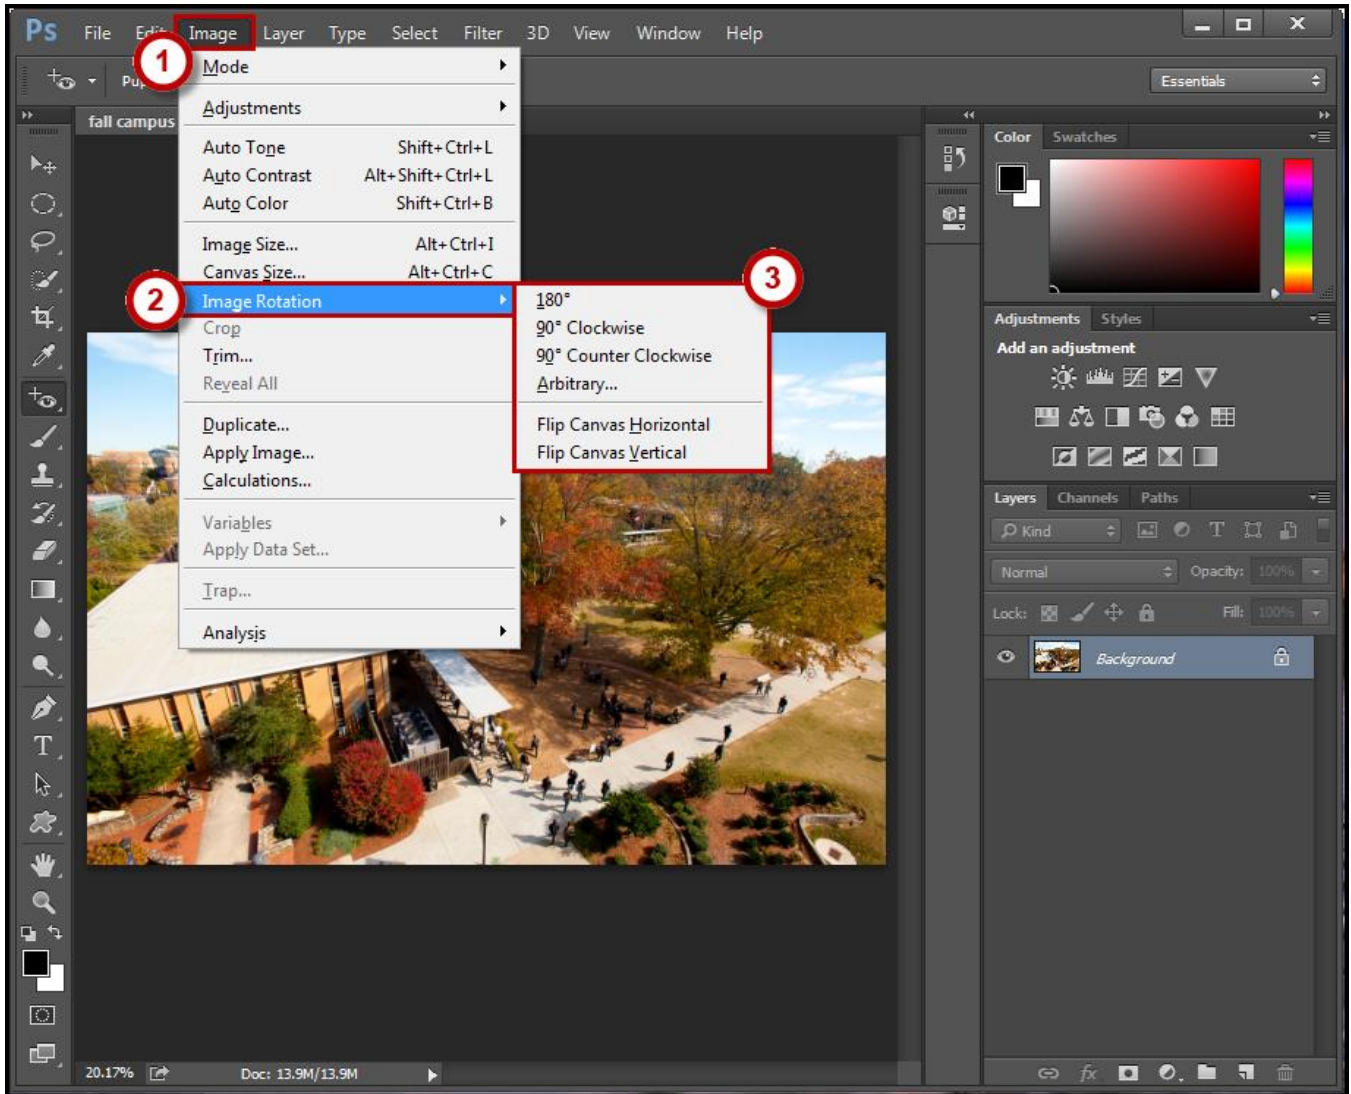 Ps File Edit Image Layer Type Select Filter 3D View Window Help
1
Essentials
fall campus
Mode
Adjustments
Auto Tone Shift+Ctrl+L
Auto Contrast Alt+Shift+Ctrl+L
Auto Color Shift+Ctrl+B
Image Size... Alt+Ctrl+I
Canvas Size... Alt+Ctrl+C
2
Image Rotation
Crop
Trim...
Reveal All
Duplicate...
Apply Image...
Calculations...
Variables
Apply Data Set...
Trap...
Analysis
3
180°
90° Clockwise
90° Counter Clockwise
Arbitrary...
Flip Canvas Horizontal
Flip Canvas Vertical
Color Swatches
Adjustments Styles
Add an adjustment
Layers Channels Paths
Kind
Normal Opacity: 100%
Lock: Fill: 100%
Background
20.17% Doc: 13.9M/13.9M